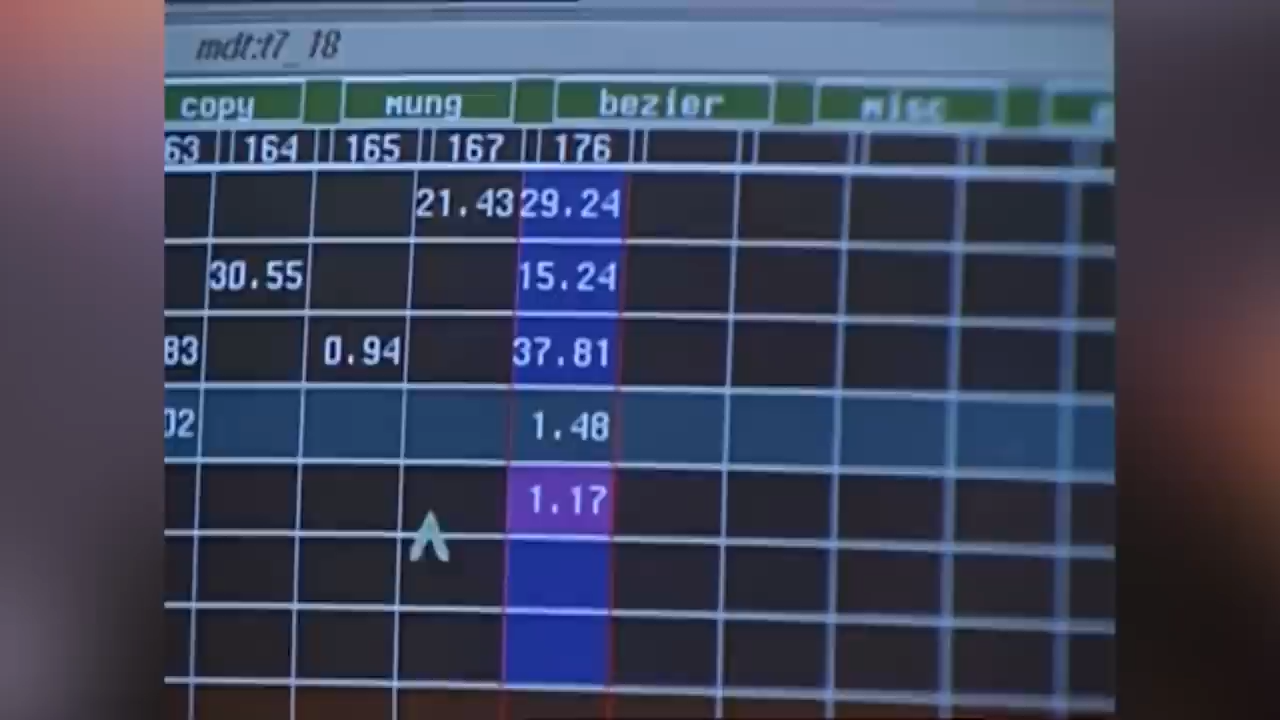 mdt:t7_18
copy mung bezier misc
63 164 165 167 176
21.43 29.24
30.55 15.24
83 0.94 37.81
02 1.48
1.17